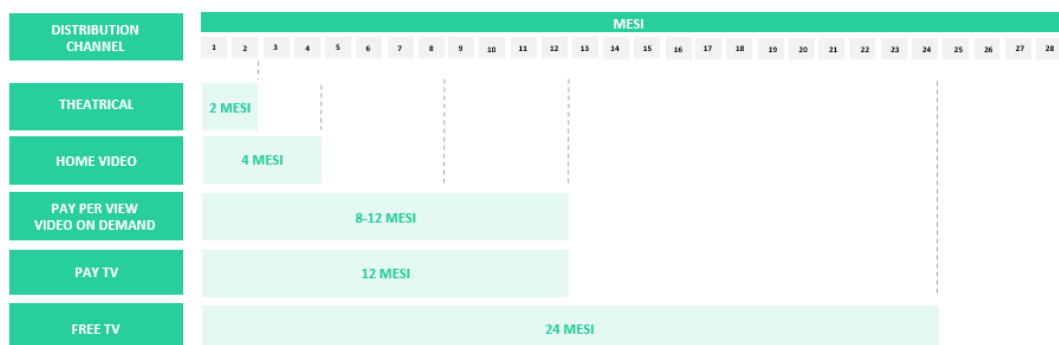 DISTRIBUTION
CHANNEL
MESI
1 2 3 4 5 6 7 8 9 10 11 12 13 14 15 16 17 18 19 20 21 22 23 24 25 26 27 28
THEATRICAL
2 MESI
HOME VIDEO
4 MESI
PAY PER VIEW
VIDEO ON DEMAND
8-12 MESI
PAY TV
12 MESI
FREE TV
24 MESI